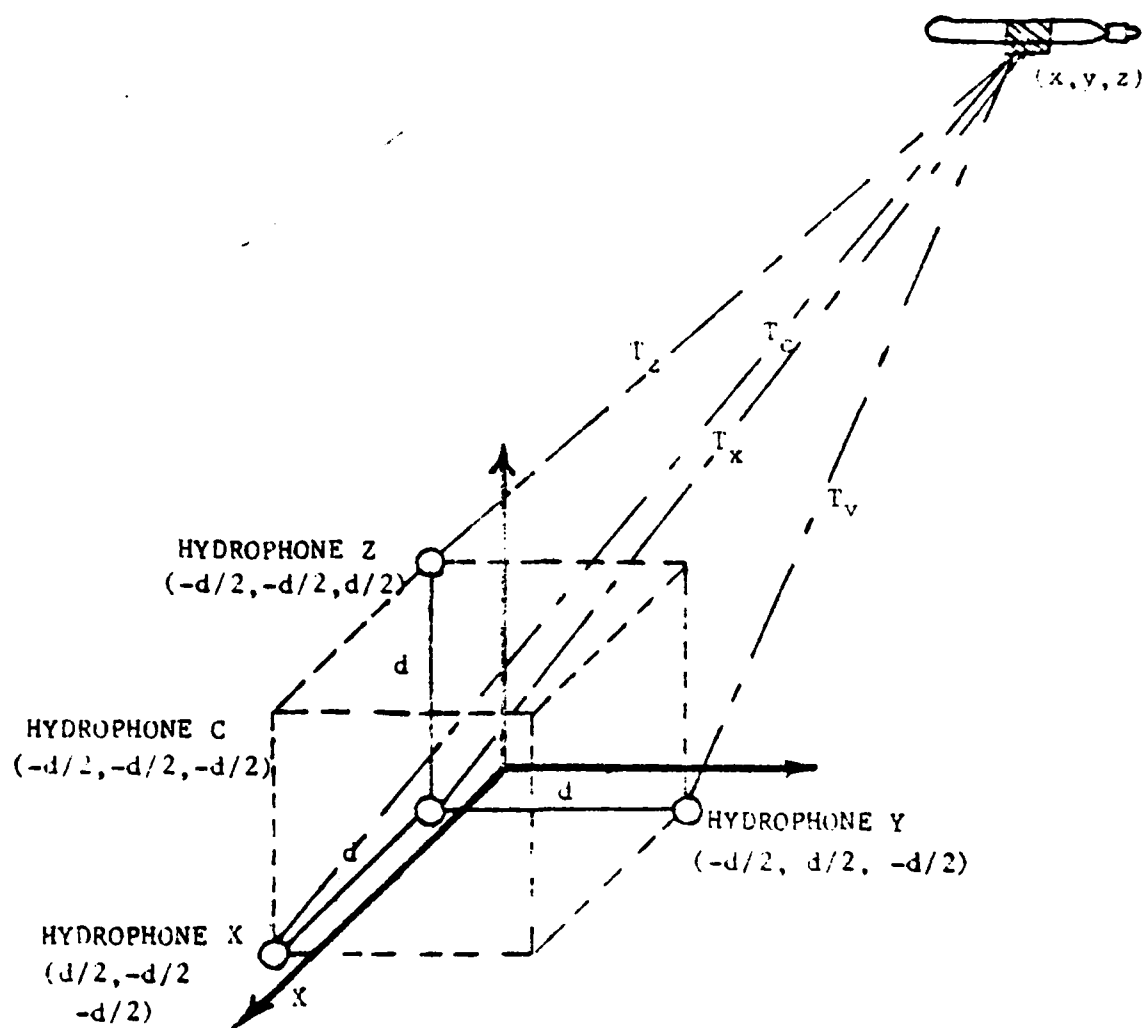 (x,y,z)
T_z
T_c
T_x
T_y
HYDROPHONE Z
(-d/2,-d/2,d/2)
d
HYDROPHONE C
(-d/2,-d/2,-d/2)
d
HYDROPHONE Y
(-d/2, d/2, -d/2)
d
HYDROPHONE X
(d/2,-d/2
-d/2)
X